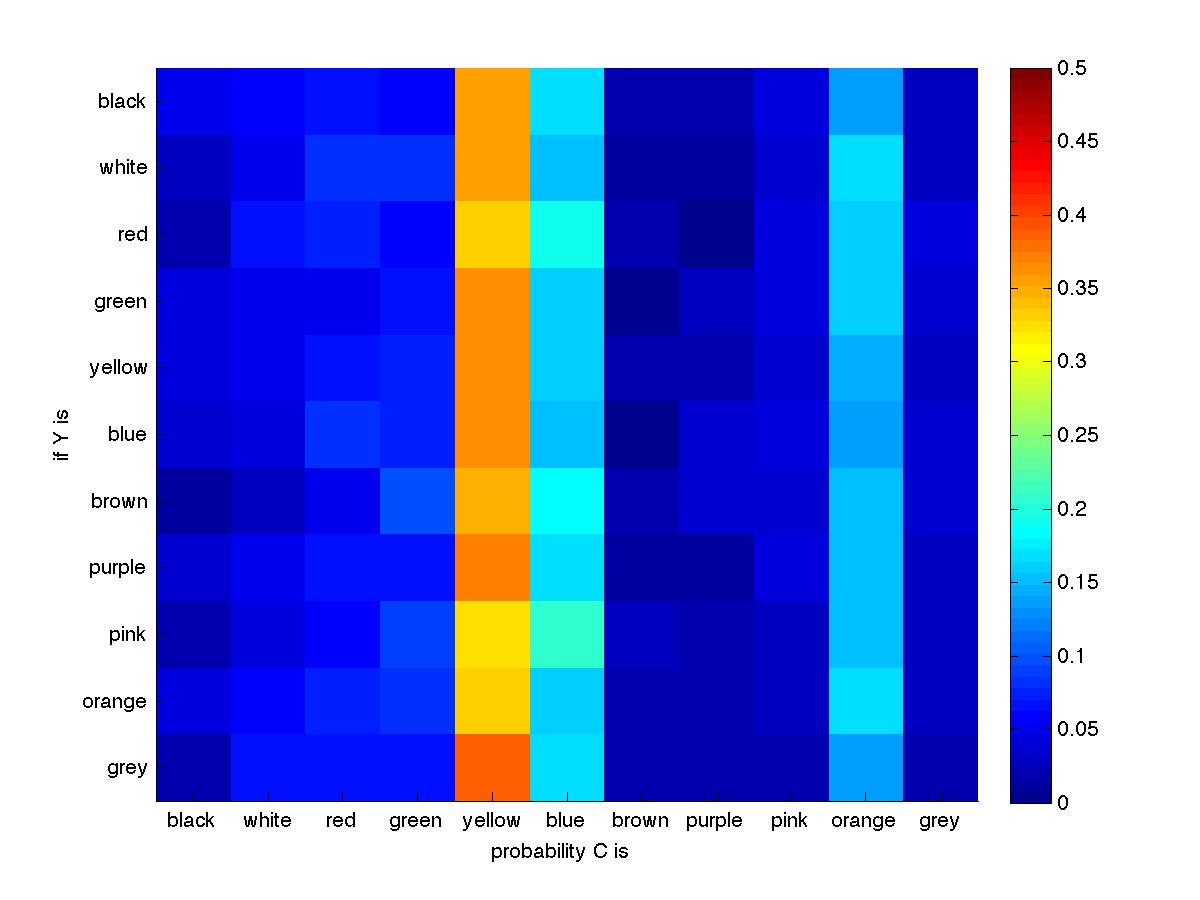 black
white
red
green
yellow
blue
brown
purple
pink
orange
grey
if Y is
black white red green yellow blue brown purple pink orange grey
probability C is
0.5
0.45
0.4
0.35
0.3
0.25
0.2
0.15
0.1
0.05
0